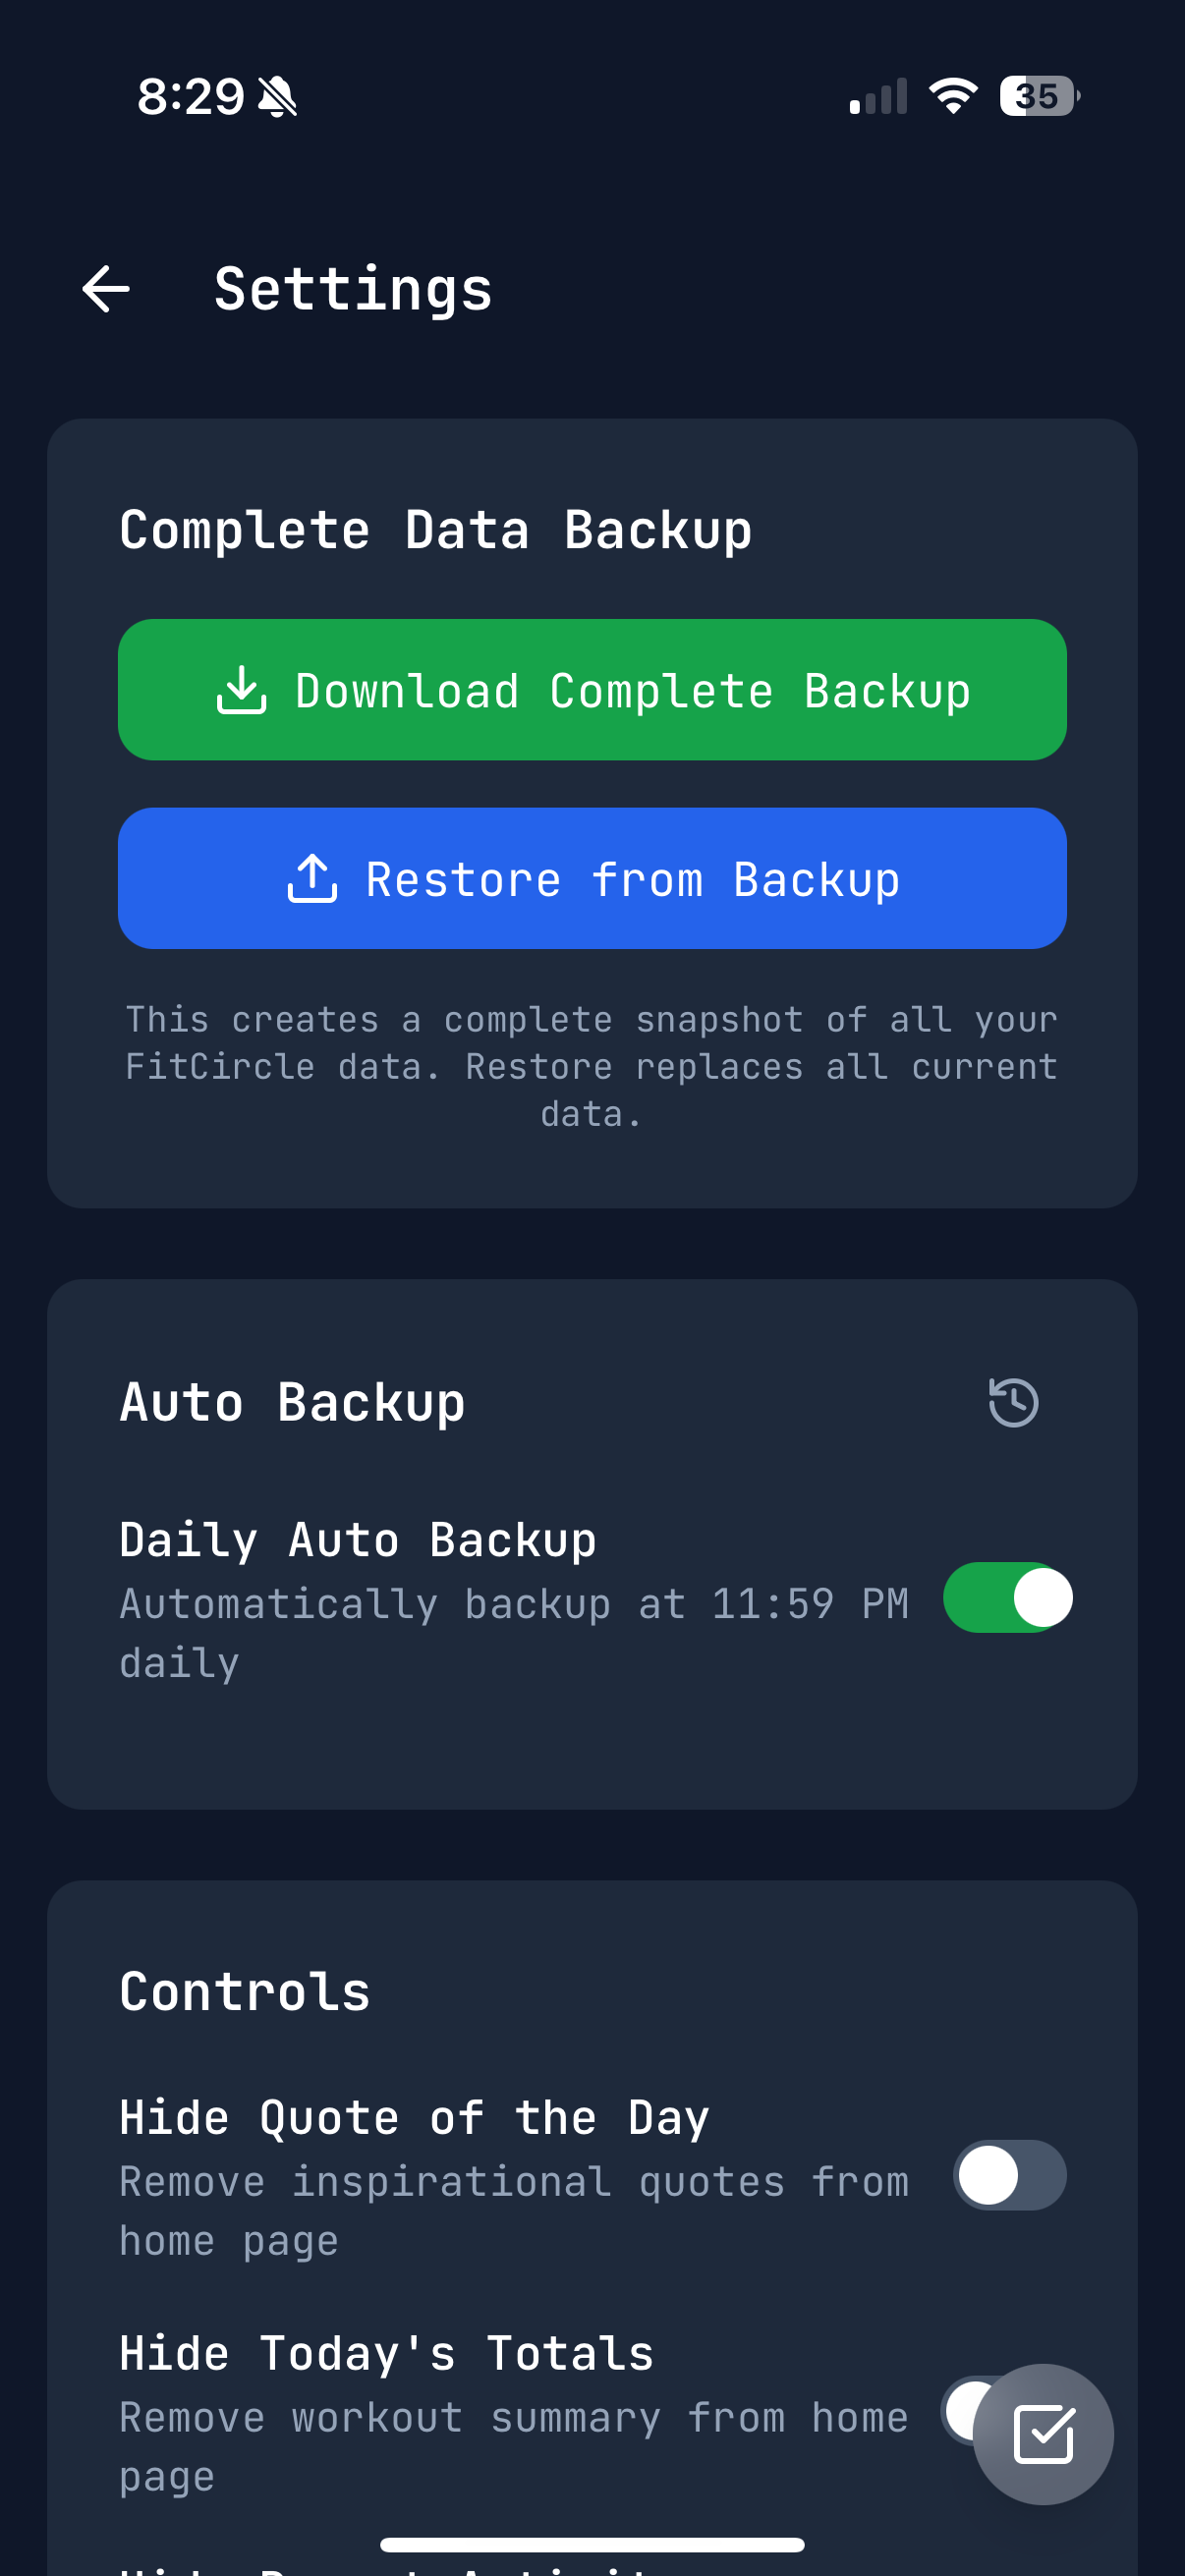 8:29
35
Settings
Complete Data Backup
Download Complete Backup
Restore from Backup
This creates a complete snapshot of all your
FitCircle data. Restore replaces all current
data.
Auto Backup
Daily Auto Backup
Automatically backup at 11:59 PM
daily
Controls
Hide Quote of the Day
Remove inspirational quotes from
home page
Hide Today's Totals
Remove workout summary from home
page